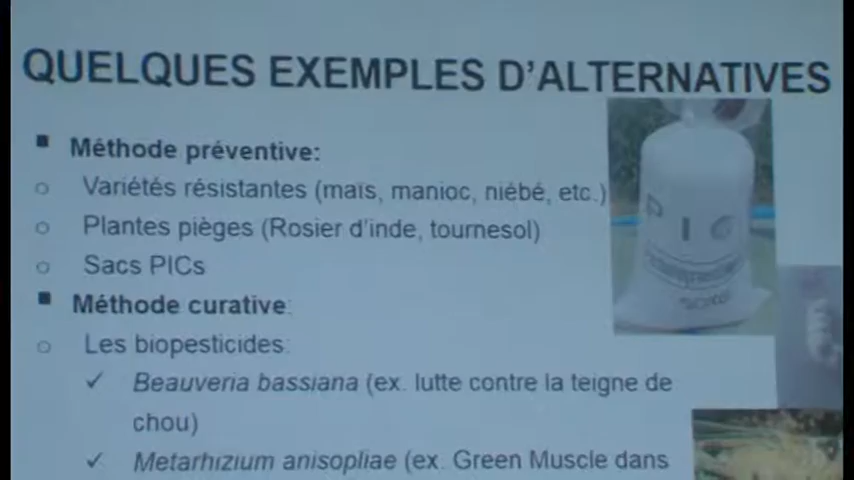 QUELQUES EXEMPLES D'ALTERNATIVES
Méthode préventive:
Variétés résistantes (maïs, manioc, niébé, etc.)
Plantes pièges (Rosier d'inde, tournesol)
Sacs PICs
Méthode curative:
Les biopesticides:
Beauveria bassiana (ex. lutte contre la teigne de
chou)
Metarhizium anisopliae (ex. Green Muscle dans
PIC